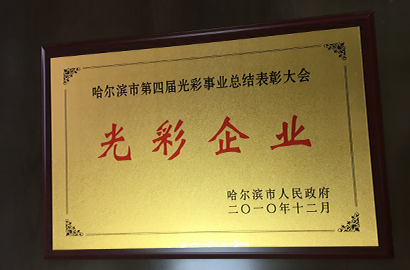 哈尔滨市第四届光彩事业总结表彰大会
光彩企业
哈尔滨市人民政府
二〇一〇年十二月